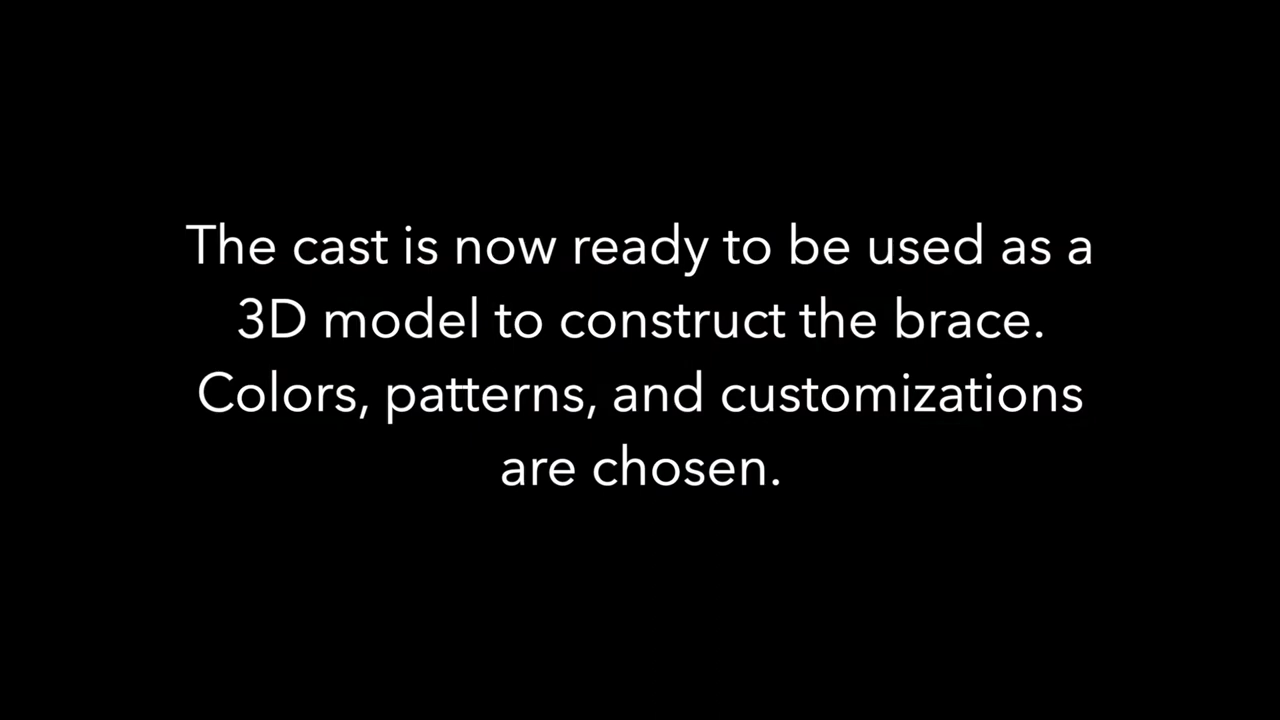 The cast is now ready to be used as a
3D model to construct the brace.
Colors, patterns, and customizations
are chosen.